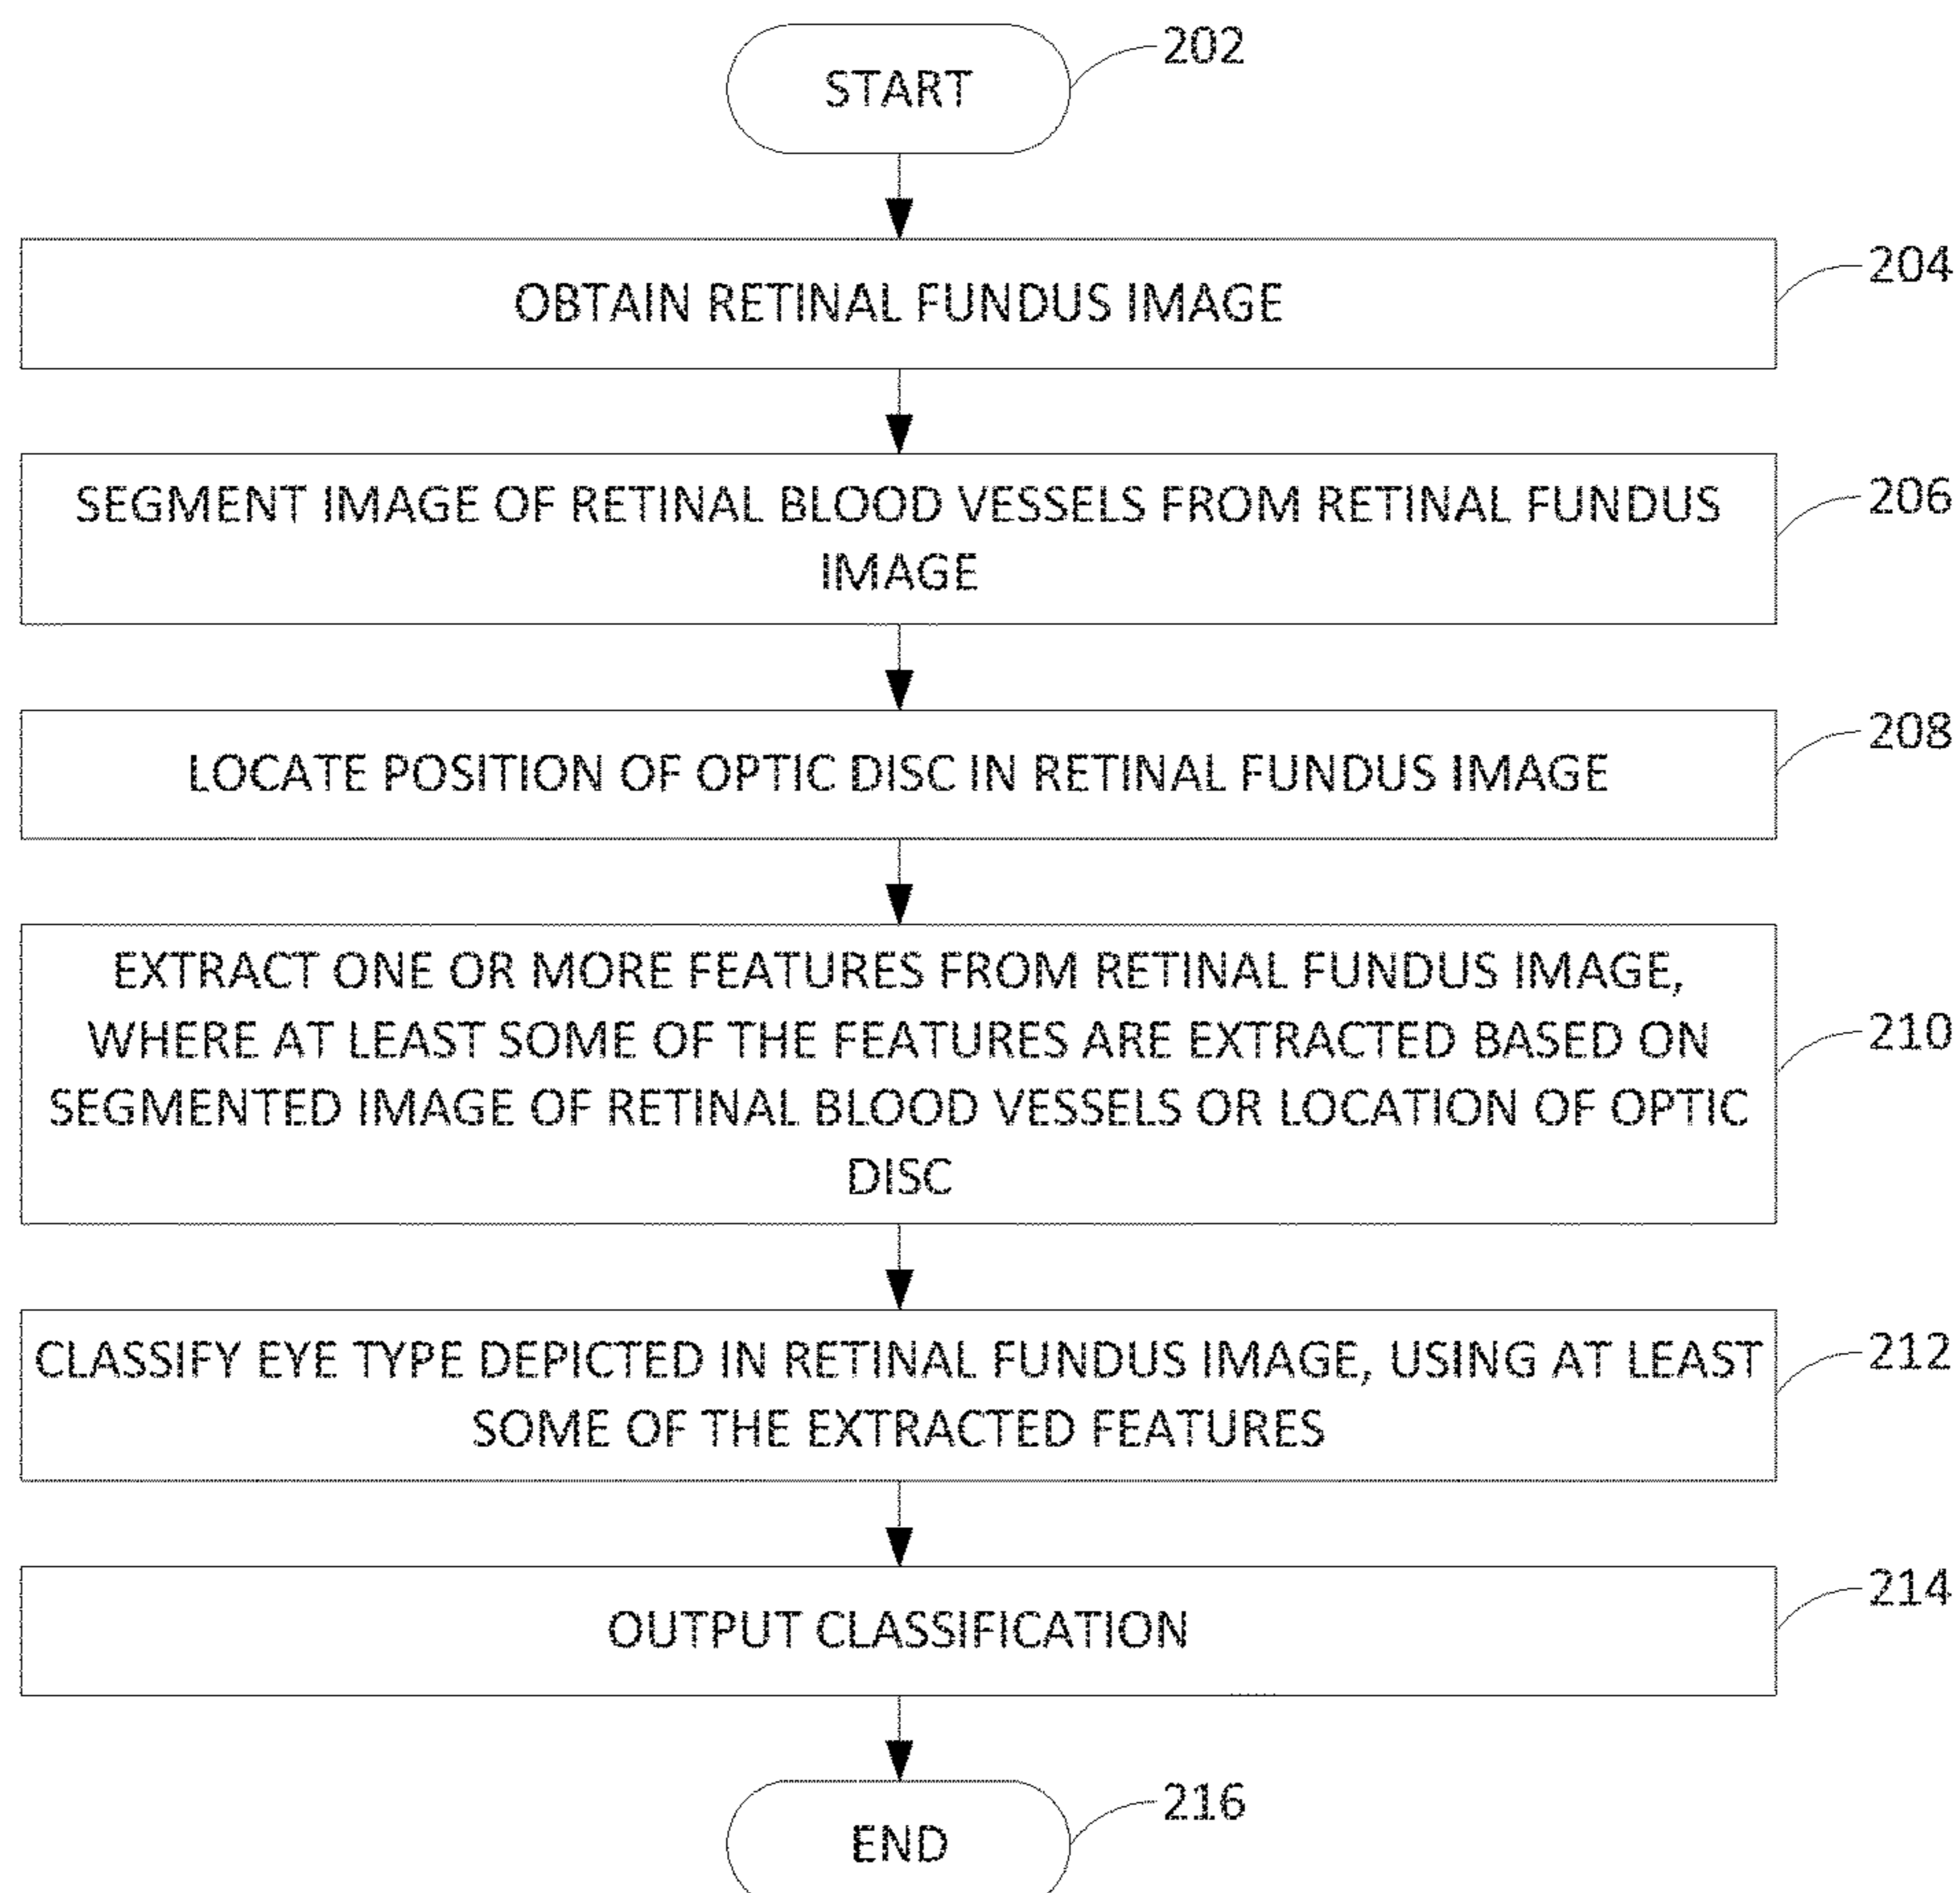 START
202
OBTAIN RETINAL FUNDUS IMAGE
204
SEGMENT IMAGE OF RETINAL BLOOD VESSELS FROM RETINAL FUNDUS
IMAGE
206
LOCATE POSITION OF OPTIC DISC IN RETINAL FUNDUS IMAGE
208
EXTRACT ONE OR MORE FEATURES FROM RETINAL FUNDUS IMAGE,
WHERE AT LEAST SOME OF THE FEATURES ARE EXTRACTED BASED ON
SEGMENTED IMAGE OF RETINAL BLOOD VESSELS OR LOCATION OF OPTIC
DISC
210
CLASSIFY EYE TYPE DEPICTED IN RETINAL FUNDUS IMAGE, USING AT LEAST
SOME OF THE EXTRACTED FEATURES
212
OUTPUT CLASSIFICATION
214
END
216